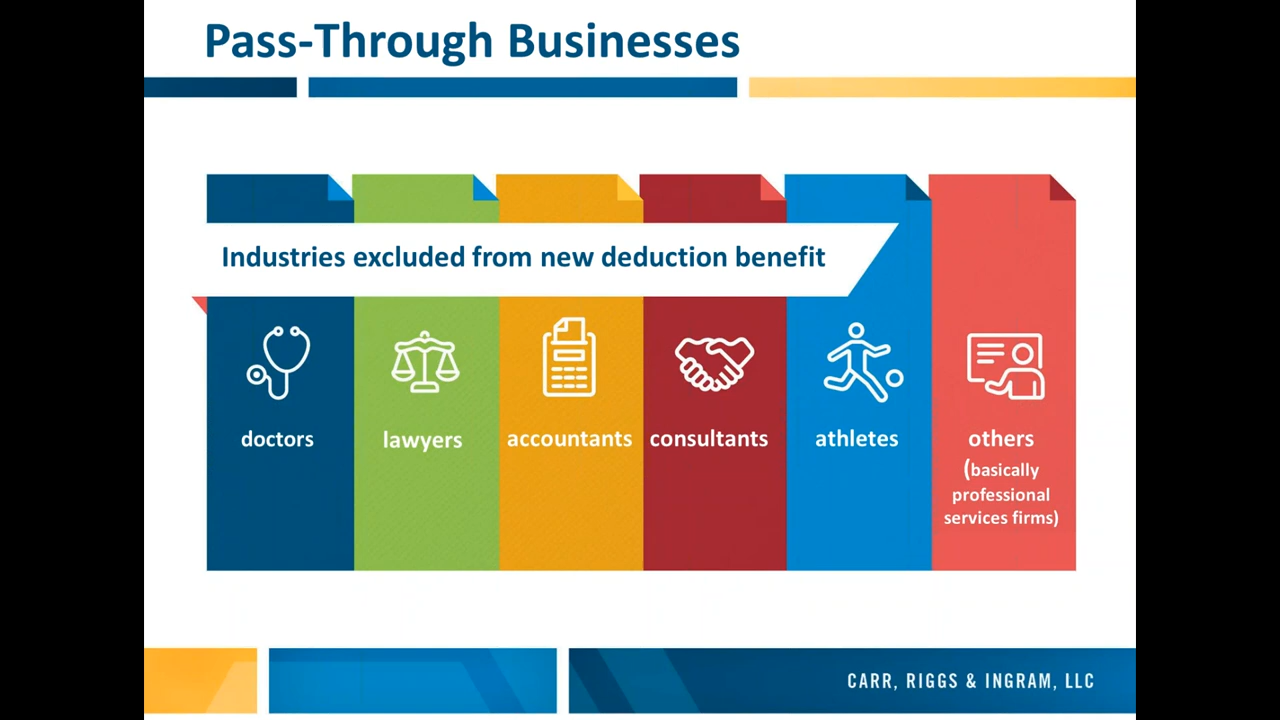 Pass-Through Businesses
Industries excluded from new deduction benefit
doctors
lawyers
accountants
consultants
athletes
others
(basically
professional
services firms)
CARR, RIGGS & INGRAM, LLC